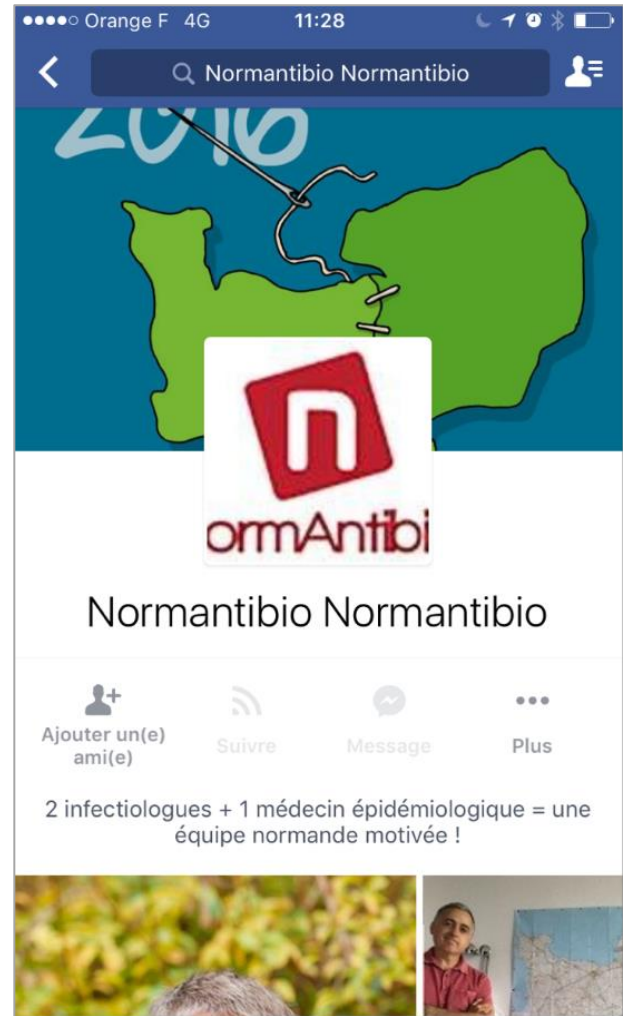 Orange F 4G 11:28
Normantibio Normantibio
2016
n
ormAntibi
Normantibio Normantibio
Ajouter un(e)
ami(e)
Suivre
Message
Plus
2 infectiologues + 1 médecin épidémiologique = une
équipe normande motivée !